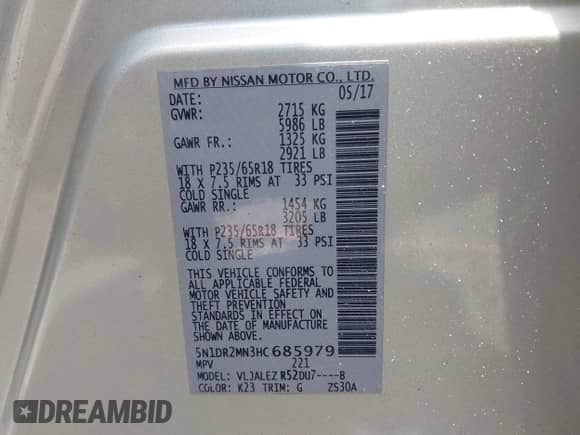 MFD BY NISSAN MOTOR CO., LTD.
DATE: 05/17
GVWR: 2715 KG
5986 LB
GAWR FR.: 1325 KG
2921 LB
WITH P235/65R18 TIRES
18 X 7.5 RIMS AT 33 PSI
COLD SINGLE
GAWR RR.: 1454 KG
3205 LB
WITH P235/65R18 TIRES
18 X 7.5 RIMS AT 33 PSI
COLD SINGLE
THIS VEHICLE CONFORMS TO
ALL APPLICABLE FEDERAL
MOTOR VEHICLE SAFETY AND
THEFT PREVENTION
STANDARDS IN EFFECT ON
THE DATE OF MANUFACTURE
SHOWN ABOVE.
5N1DR2MN3HC685979
MPV 221
MODEL: VLJALEZ R52DU7----B
COLOR: K23 TRIM: G ZS30A
DREAMBID